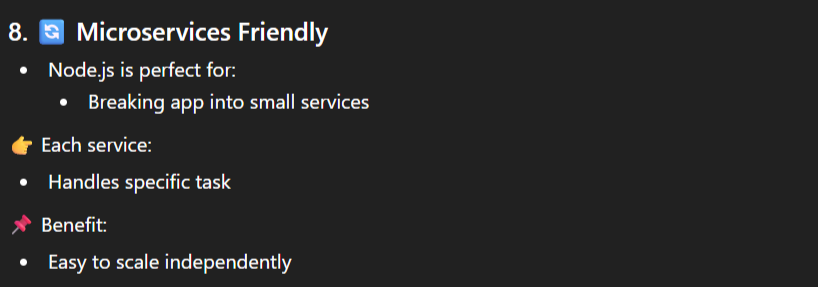 8. 🔄 Microservices Friendly
• Node.js is perfect for:
• Breaking app into small services
👉 Each service:
• Handles specific task
📌 Benefit:
• Easy to scale independently